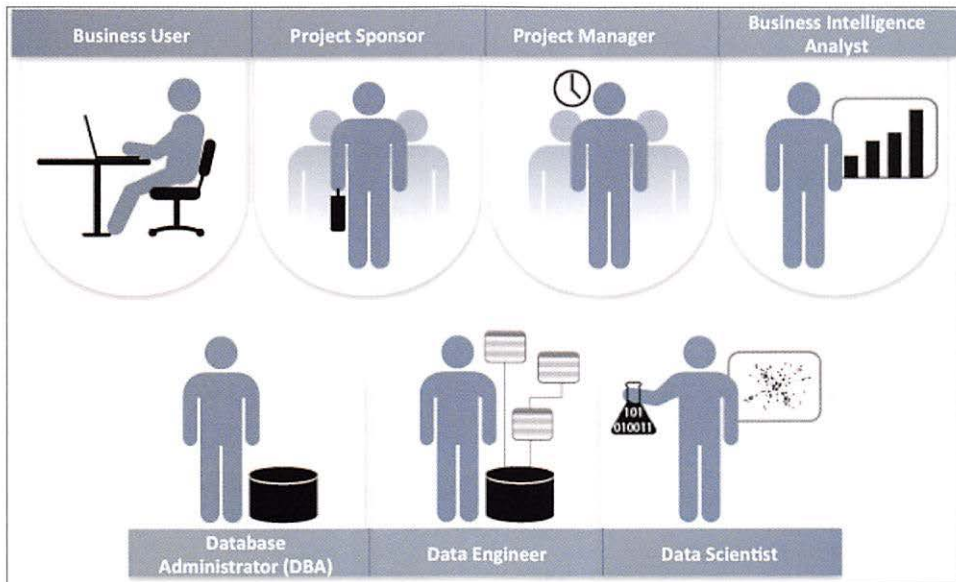 Business User
Project Sponsor
Project Manager
Business Intelligence
Analyst
101
010011
Database
Administrator (DBA)
Data Engineer
Data Scientist